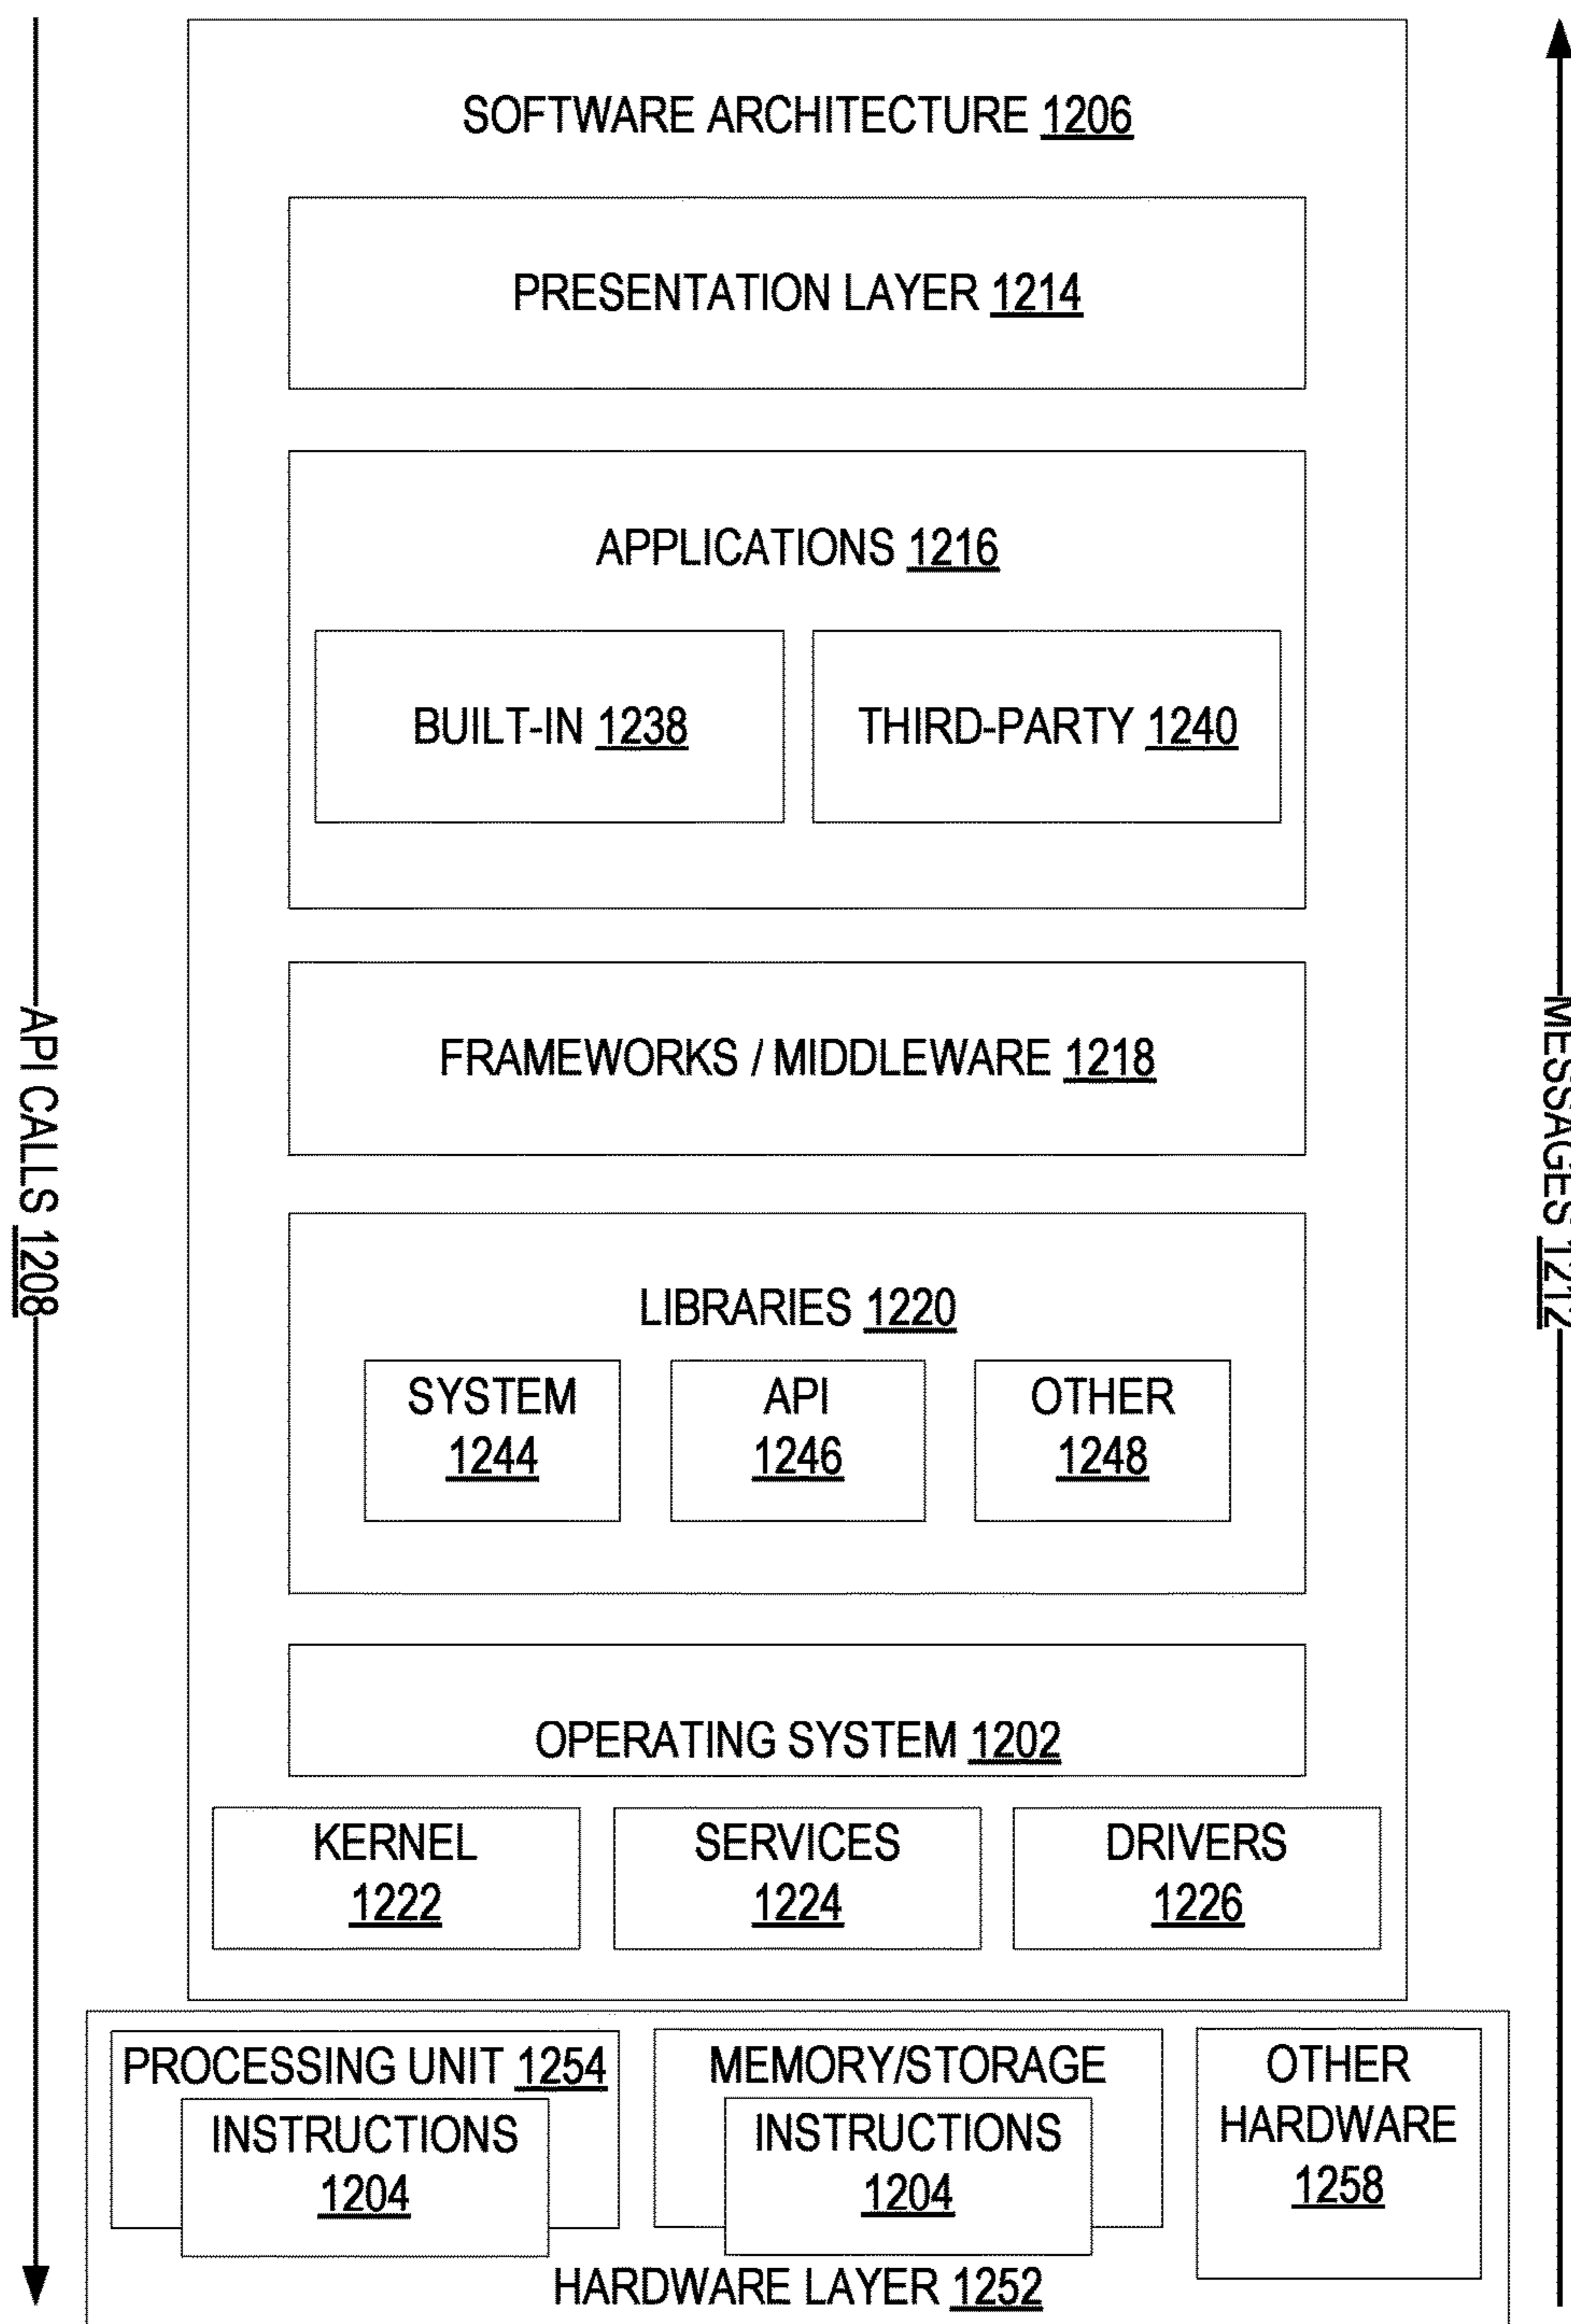 SOFTWARE ARCHITECTURE 1206
PRESENTATION LAYER 1214
APPLICATIONS 1216
BUILT-IN 1238
THIRD-PARTY 1240
FRAMEWORKS / MIDDLEWARE 1218
API CALLS 1208
MESSAGES 1212
LIBRARIES 1220
SYSTEM
1244
API
1246
OTHER
1248
OPERATING SYSTEM 1202
KERNEL
1222
SERVICES
1224
DRIVERS
1226
PROCESSING UNIT 1254
INSTRUCTIONS
1204
MEMORY/STORAGE
INSTRUCTIONS
1204
OTHER
HARDWARE
1258
HARDWARE LAYER 1252